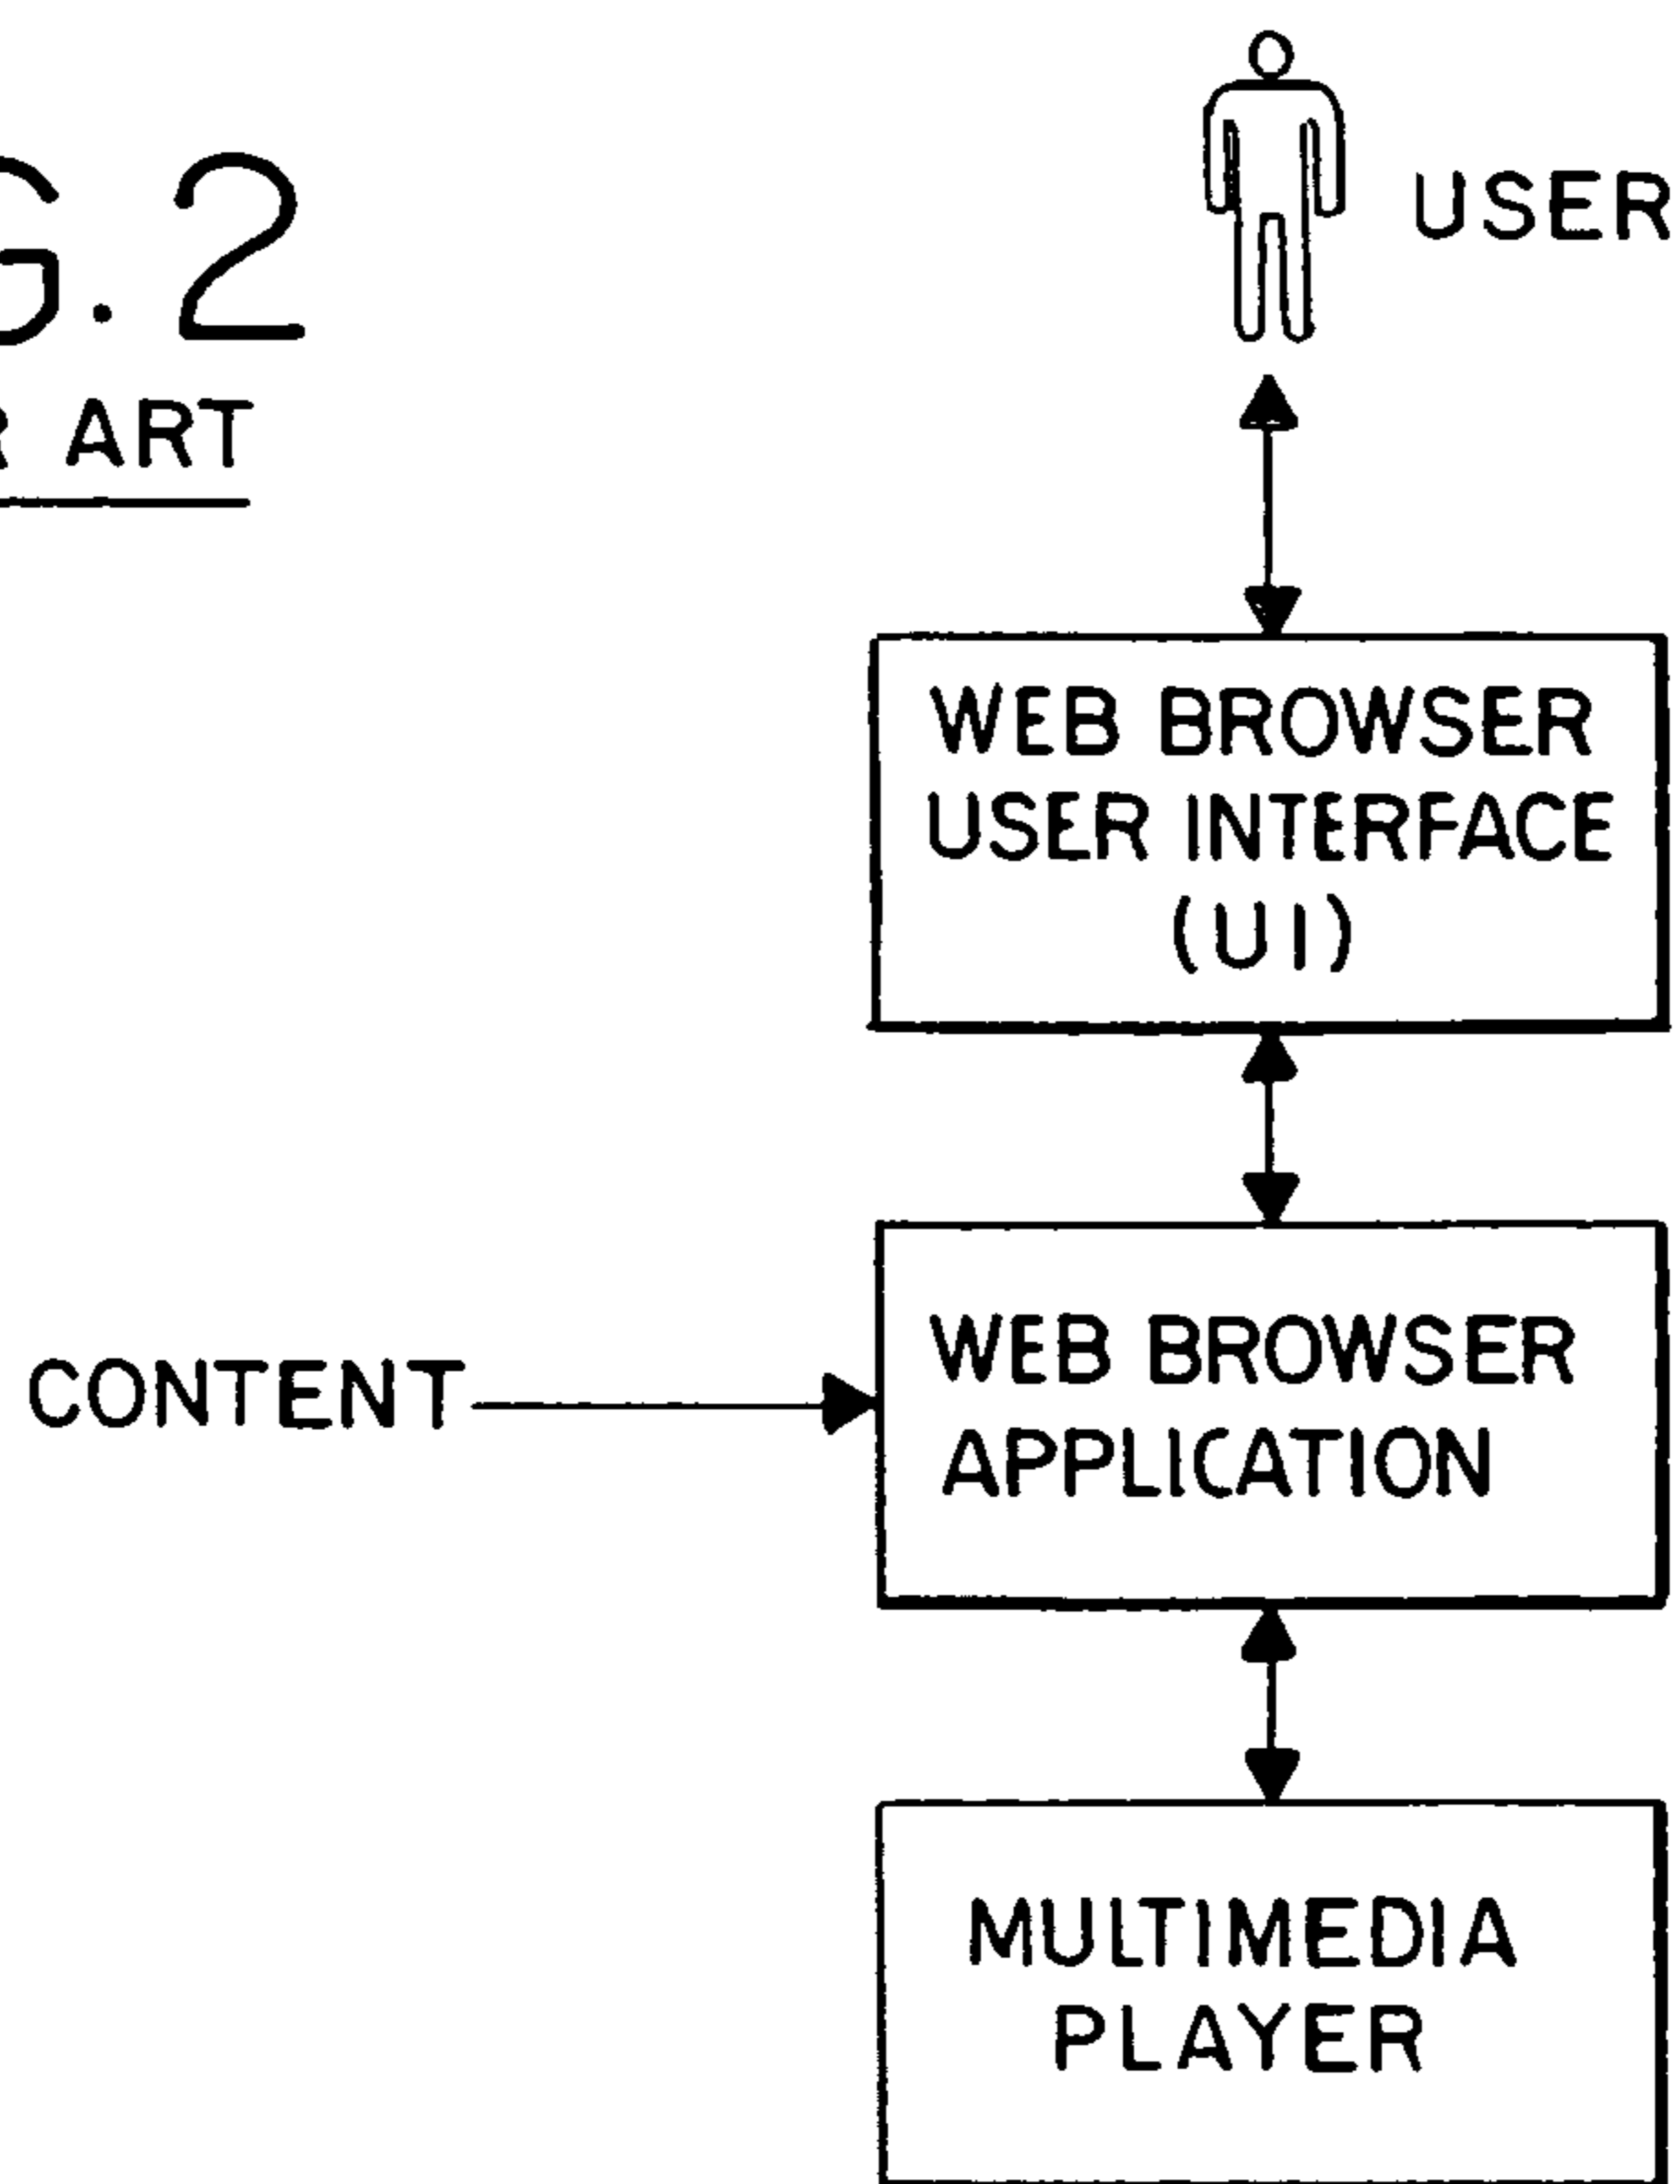 G.2
R ART
USER
WEB BROWSER
USER INTERFACE
(UI)
CONTENT
WEB BROWSER
APPLICATION
MULTIMEDIA
PLAYER